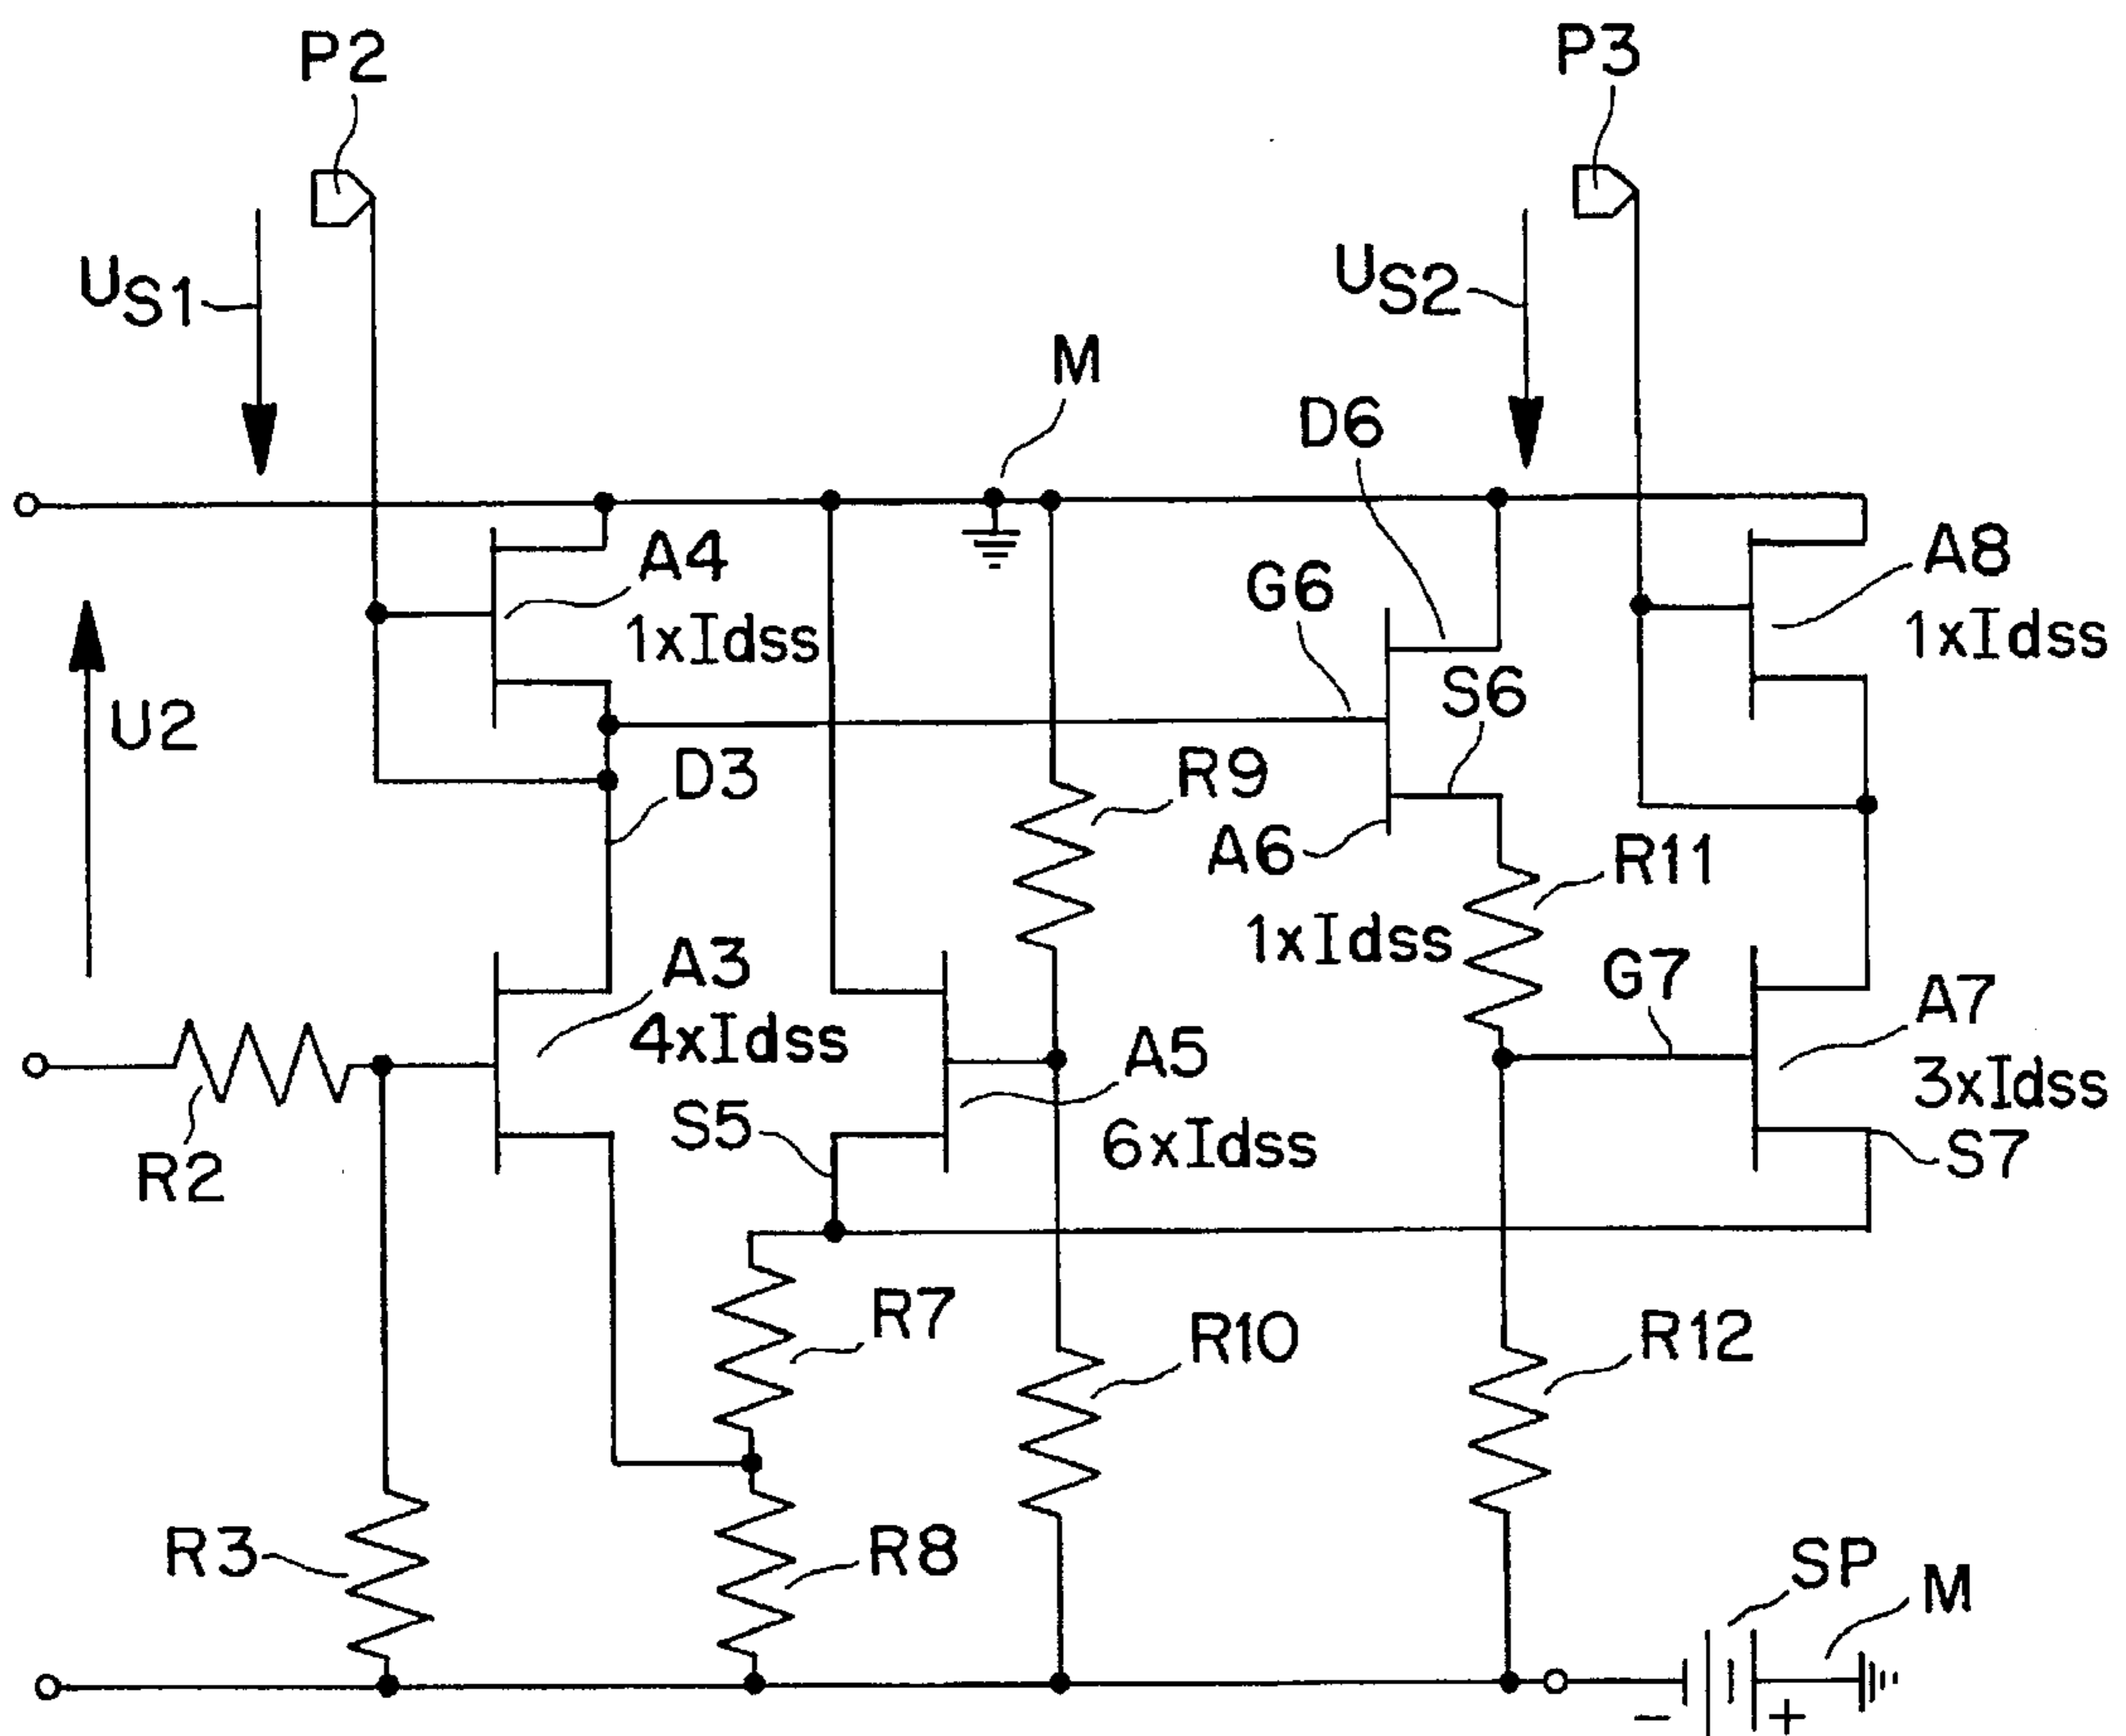 P2
P3
US1
US2
M
D6
A4
1xIdss
G6
A8
1xIdss
U2
S6
D3
R9
A6
R11
1xIdss
A3
4xIdss
G7
A7
3xIdss
A5
6xIdss
S5
S7
R2
R7
R10
R12
R3
R8
SP
M
- +